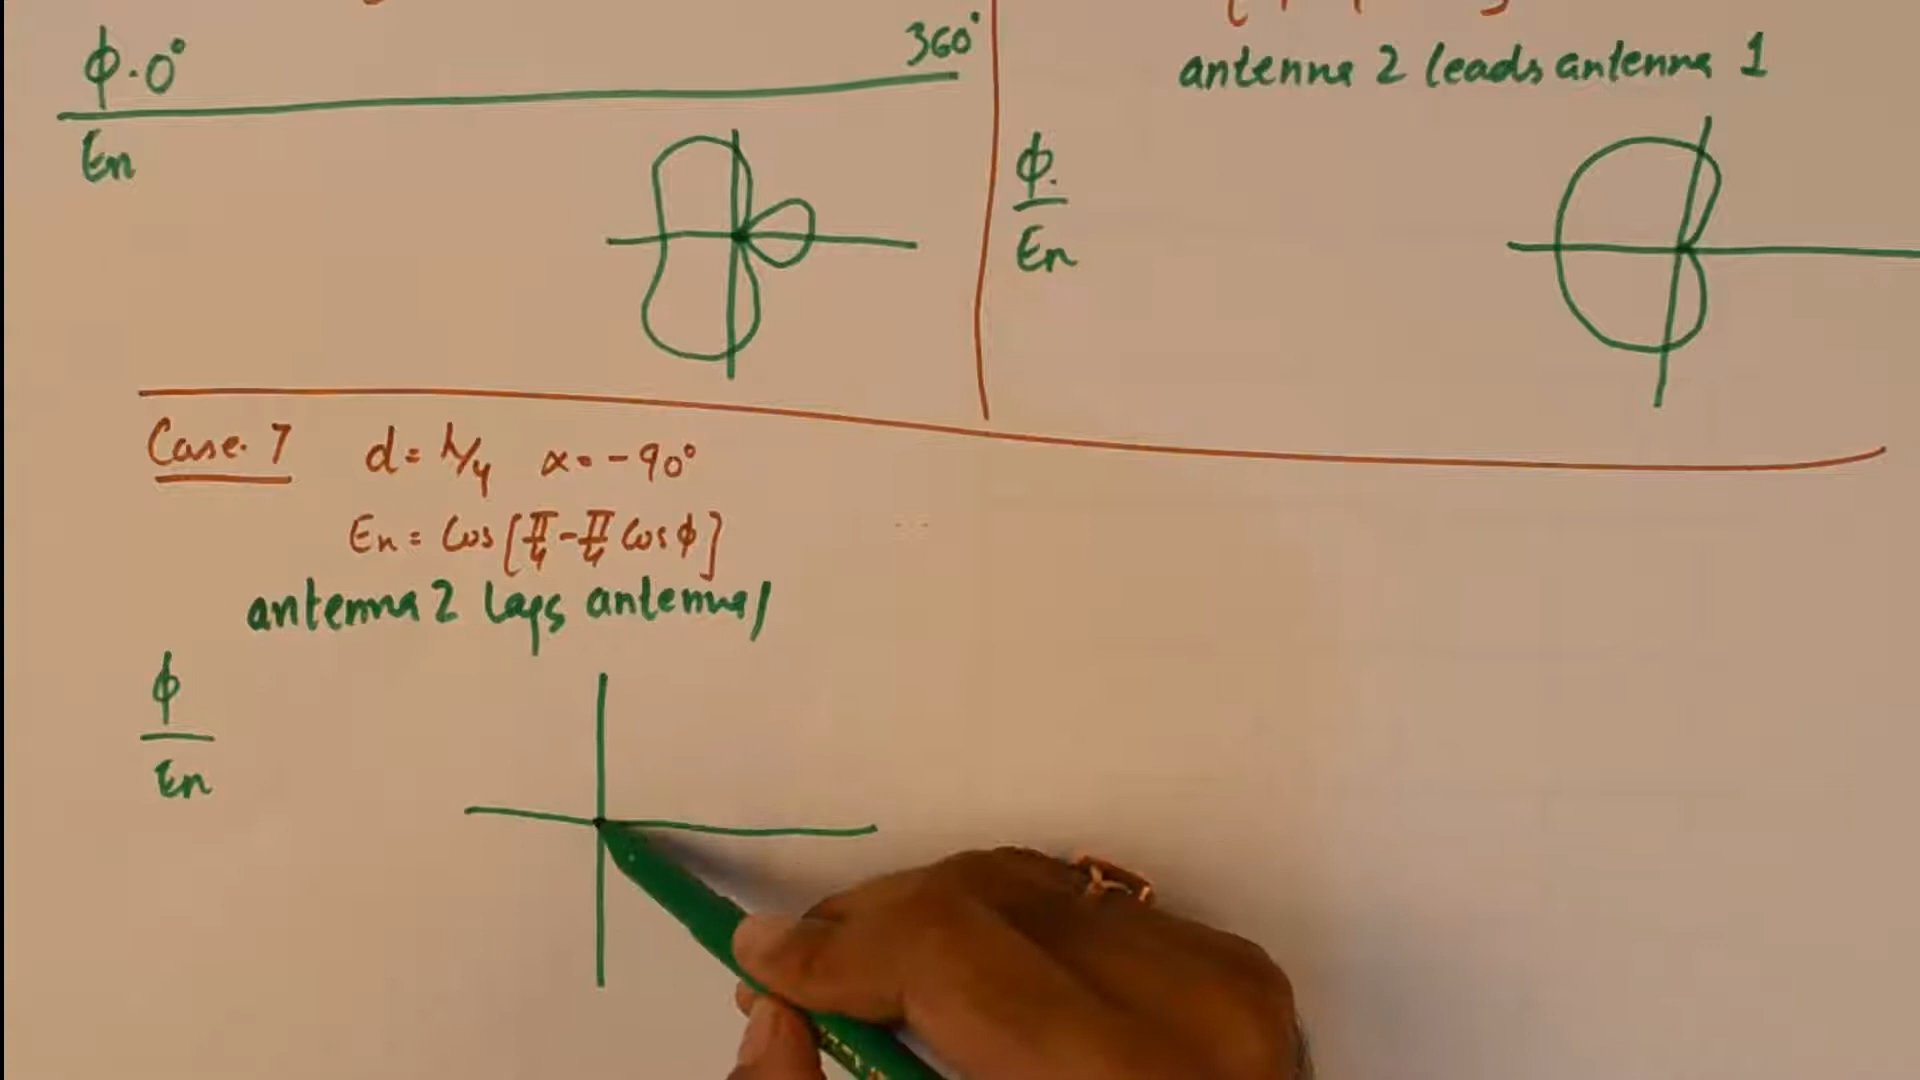 ϕ. 0° 360°
En
antenna 2 leads antenna 1
ϕ.
En
Case. 7 d = λ/4 α = -90°
En = Cos [π/4 - π/4 Cos ϕ]
antenna 2 lags antenna 1
ϕ
En